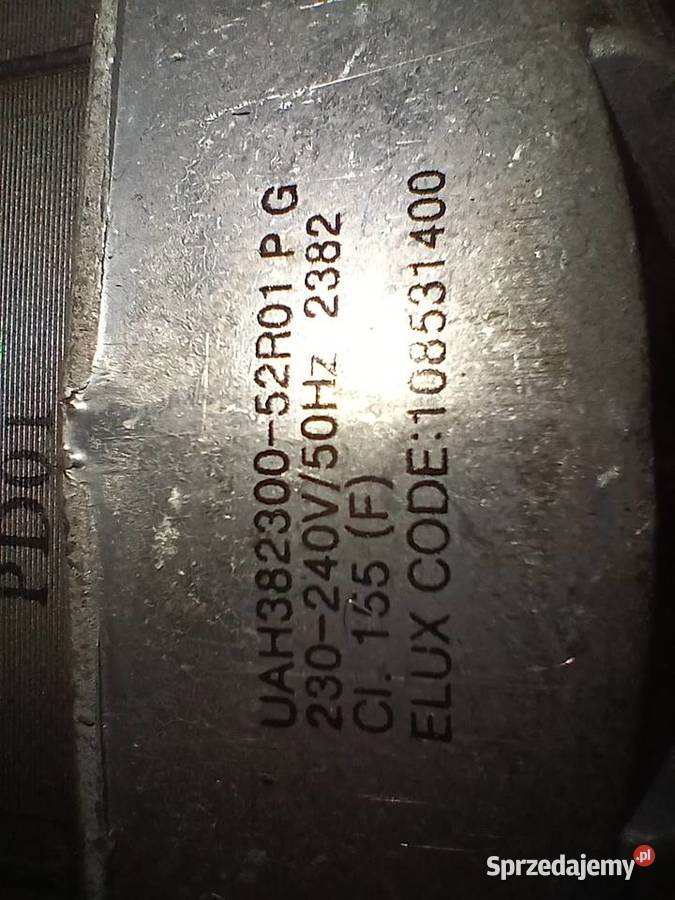 UAH382300-52R01 P G
230-240V/50Hz 2382
Cl. 155 (F)
ELUX CODE:108531400
PD01
Sprzedajemy.pl